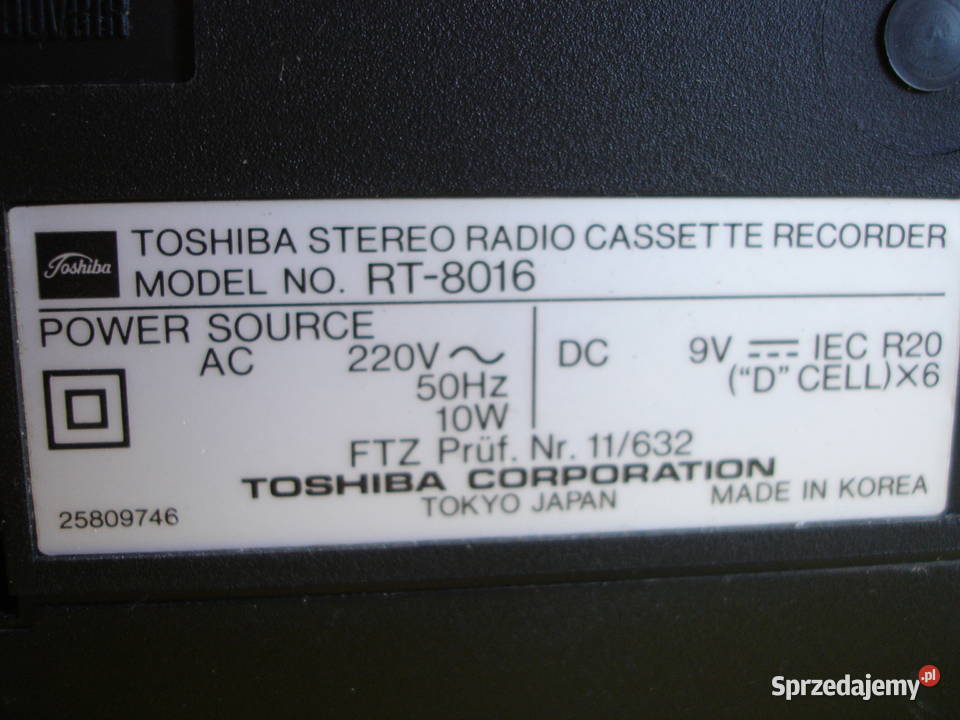 Toshiba
TOSHIBA STEREO RADIO CASSETTE RECORDER
MODEL NO. RT-8016
POWER SOURCE
AC 220V ~
50Hz
10W
DC 9V ⎓ IEC R20
("D" CELL)×6
FTZ Prüf. Nr. 11/632
TOSHIBA CORPORATION
TOKYO JAPAN
MADE IN KOREA
25809746
Sprzedajemy.pl